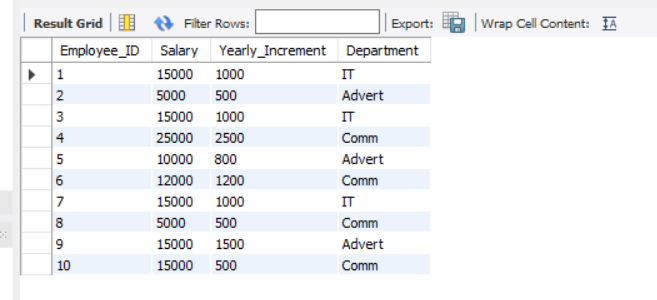 Result Grid Filter Rows: Export: Wrap Cell Content: IA
Employee_ID Salary Yearly_Increment Department
1 15000 1000 IT
2 5000 500 Advert
3 15000 1000 IT
4 25000 2500 Comm
5 10000 800 Advert
6 12000 1200 Comm
7 15000 1000 IT
8 5000 500 Comm
9 15000 1500 Advert
10 15000 500 Comm